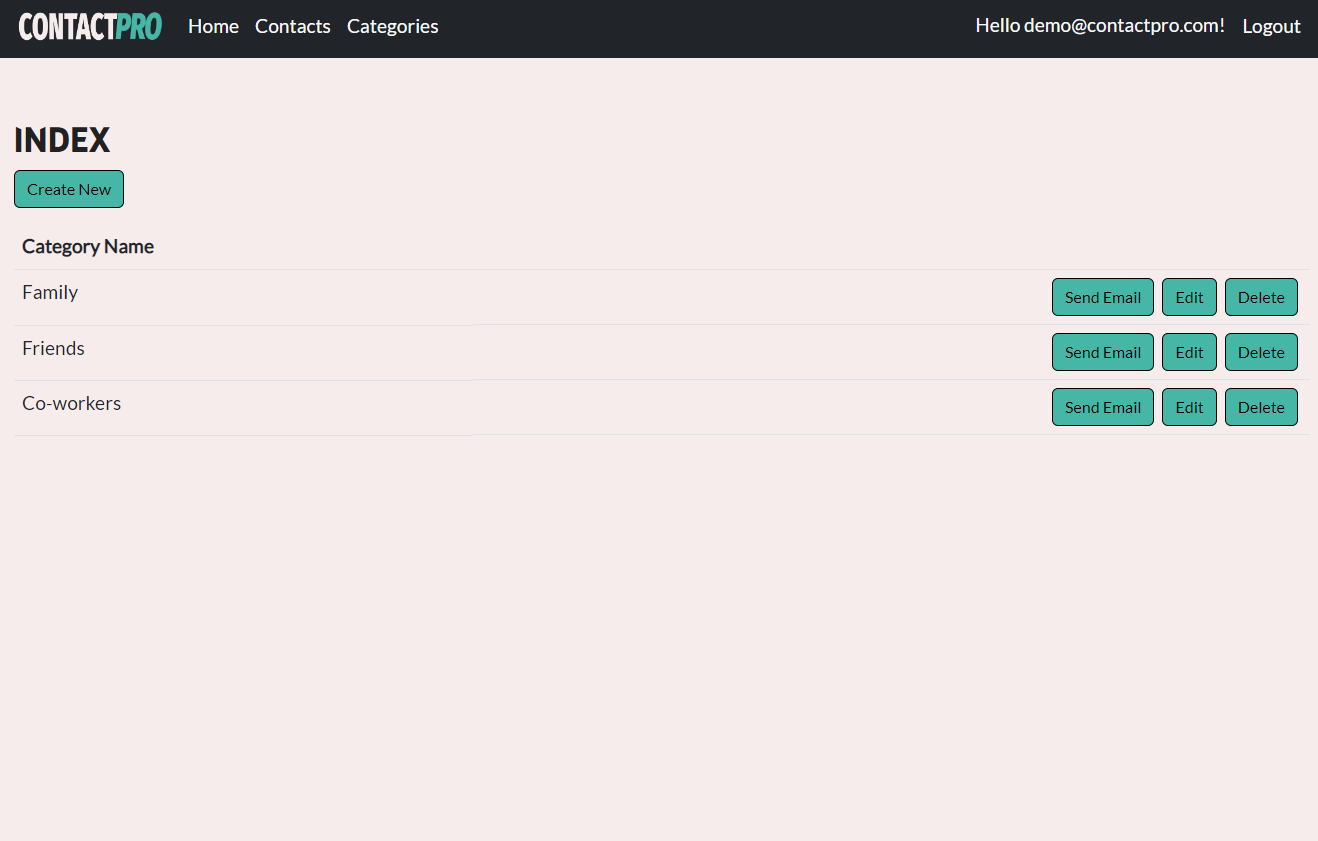 CONTACTPRO Home Contacts Categories Hello demo@contactpro.com! Logout
INDEX
Create New
Category Name
Family Send Email Edit Delete
Friends Send Email Edit Delete
Co-workers Send Email Edit Delete